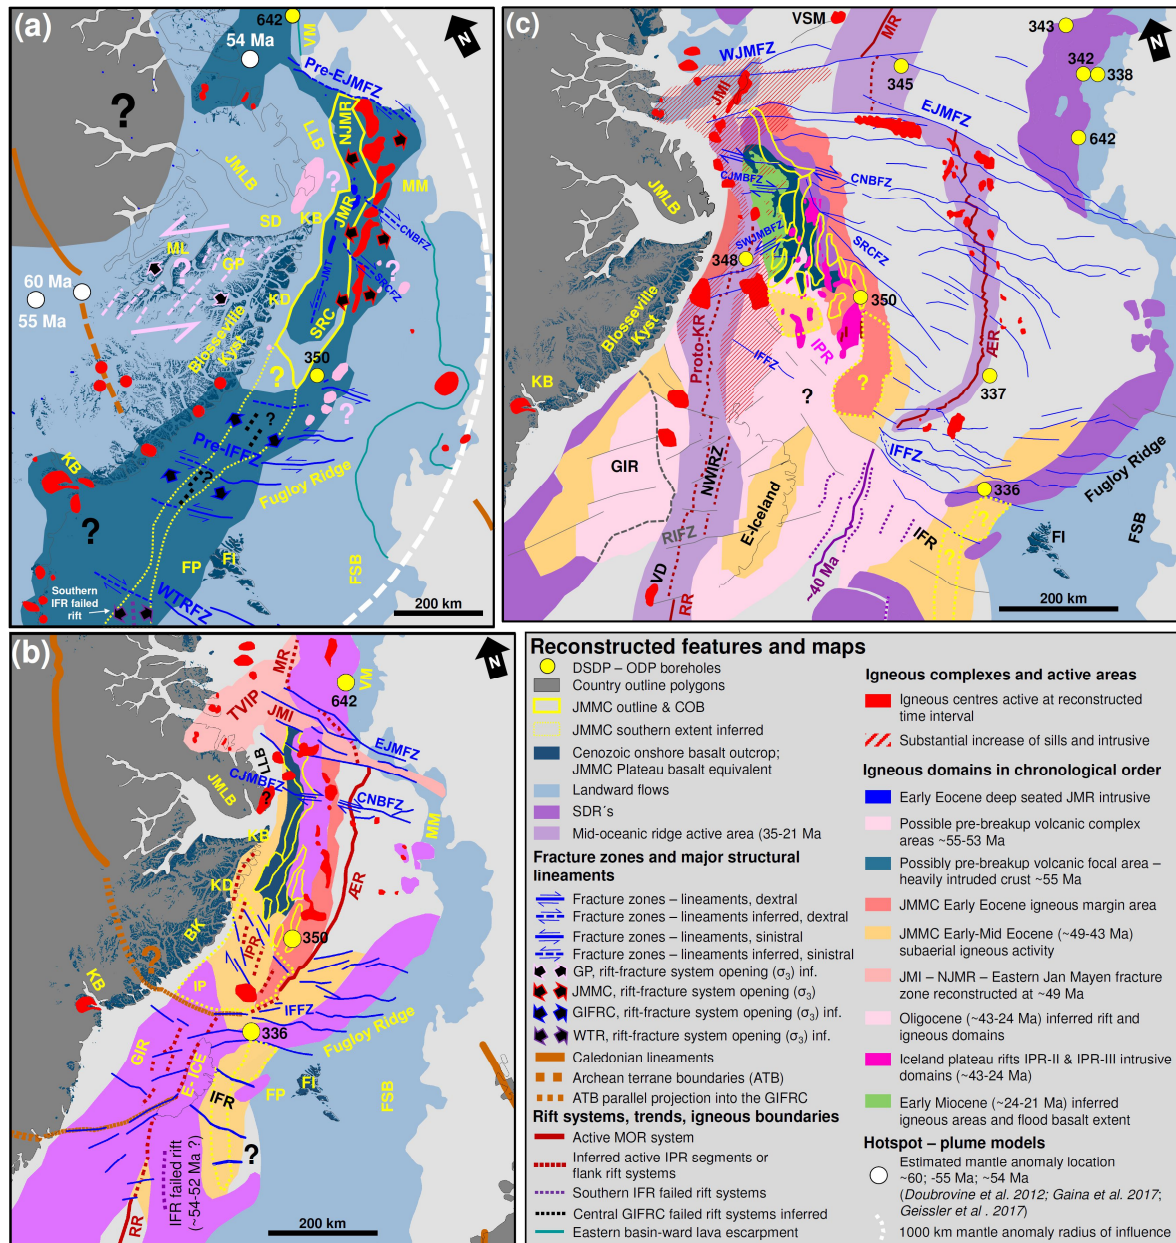 (a)
642
54 Ma
VM
N
Pre-EJMFZ
?
LLB
NJMR
JMLB
?
MM
SD
KB
JMR
CNBFZ
ML
?
GP
JMT
?
SRCFZ
60 Ma
55 Ma
KD
SRC
Blosseville
Kyst
350
?
?
?
Pre-IFFZ
?
KB
Fugloy Ridge
?
FP
FI
FSB
Southern
IFR failed
rift
WTRFZ
200 km
(c)
VSM
MR
343
N
WJMFZ
342
338
JMI
345
EJMFZ
642
CJMBFZ
CNBFZ
JMLB
SWJMBFZ
SRCFZ
348
350
Blosseville
Kyst
Proto-KR
IPR
ÆR
IFFZ
?
337
KB
?
IFFZ
GIR
NWIRZ
E-Iceland
336
Fugloy Ridge
RIFZ
IFR
?
FI
FSB
VD
~40 Ma
RR
200 km
(b)
MR
N
VM
642
TVIP
JMI
EJMFZ
LLB
CJMBFZ
?
JMLB
CNBFZ
MM
KB
KD
ÆR
BK
350
IPR
?
KB
IP
IFFZ
336
Fugloy Ridge
GIR
E-ICE
FP
FI
FSB
IFR
?
IFR failed rift
(~54-52 Ma ?)
RR
200 km
Reconstructed features and maps
DSDP – ODP boreholes
Country outline polygons
JMMC outline & COB
JMMC southern extent inferred
Cenozoic onshore basalt outcrop;
JMMC Plateau basalt equivalent
Landward flows
SDR´s
Mid-oceanic ridge active area (35-21 Ma
Fracture zones and major structural
lineaments
Fracture zones – lineaments, dextral
Fracture zones – lineaments inferred, dextral
Fracture zones – lineaments, sinistral
Fracture zones – lineaments inferred, sinistral
GP, rift-fracture system opening (σ3) inf.
JMMC, rift-fracture system opening (σ3)
GIFRC, rift-fracture system opening (σ3) inf.
WTR, rift-fracture system opening (σ3) inf.
Caledonian lineaments
Archean terrane boundaries (ATB)
ATB parallel projection into the GIFRC
Rift systems, trends, igneous boundaries
Active MOR system
Inferred active IPR segments or
flank rift systems
Southern IFR failed rift systems
Central GIFRC failed rift systems inferred
Eastern basin-ward lava escarpment
Igneous complexes and active areas
Igneous centres active at reconstructed
time interval
Substantial increase of sills and intrusive
Igneous domains in chronological order
Early Eocene deep seated JMR intrusive
Possible pre-breakup volcanic complex
areas ~55-53 Ma
Possibly pre-breakup volcanic focal area –
heavily intruded crust ~55 Ma
JMMC Early Eocene igneous margin area
JMMC Early-Mid Eocene (~49-43 Ma)
subaerial igneous activity
JMI – NJMR – Eastern Jan Mayen fracture
zone reconstructed at ~49 Ma
Oligocene (~43-24 Ma) inferred rift and
igneous domains
Iceland plateau rifts IPR-II & IPR-III intrusive
domains (~43-24 Ma)
Early Miocene (~24-21 Ma) inferred
igneous areas and flood basalt extent
Hotspot – plume models
Estimated mantle anomaly location
~60; -55 Ma; ~54 Ma
(Doubrovine et al. 2012; Gaina et al. 2017;
Geissler et al . 2017)
1000 km mantle anomaly radius of influence